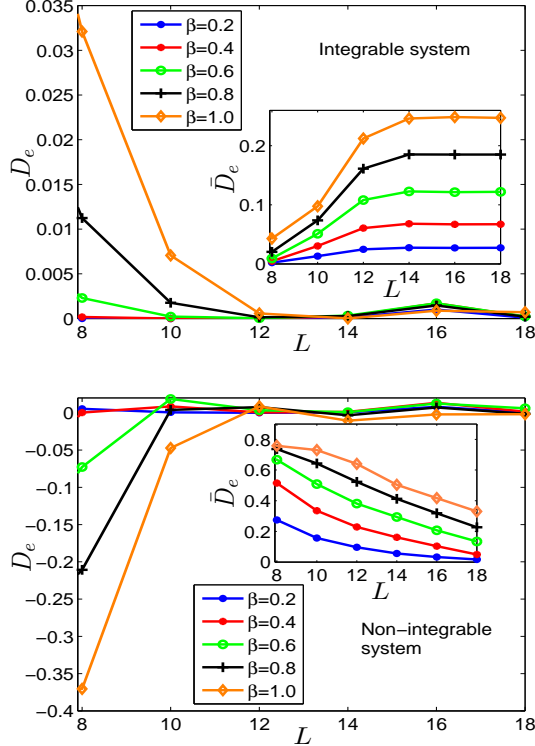 0.035
0.03
0.025
0.02
0.015
0.01
0.005
0
D_e
β=0.2
β=0.4
β=0.6
β=0.8
β=1.0
Integrable system
0.2
0.1
0
D̄_e
8 10 12 14 16 18
L
8 10 12 14 16 18
L
0
−0.05
−0.1
−0.15
−0.2
−0.25
−0.3
−0.35
−0.4
D_e
0.8
0.6
0.4
0.2
0
D̄_e
8 10 12 14 16 18
L
β=0.2
β=0.4
β=0.6
β=0.8
β=1.0
Non−integrable
system
8 10 12 14 16 18
L